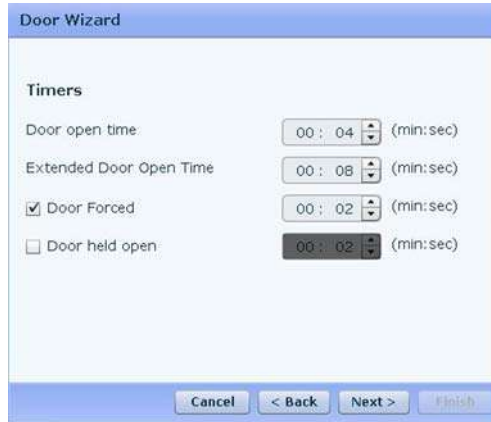 Door Wizard
Timers
Door open time 00 : 04 (min:sec)
Extended Door Open Time 00 : 08 (min:sec)
Door Forced 00 : 02 (min:sec)
Door held open 00 : 02 (min:sec)
Cancel < Back Next > Finish